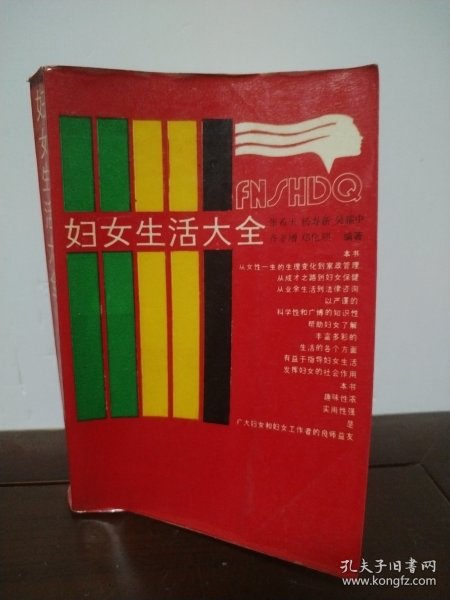 妇女生活大全
FNSHDQ
妇女生活大全
编著
本书
从女性一生的生理变化到家政管理
从成才之路到妇女保健
从业余生活到法律咨询
以严谨的
科学性和广博的知识性
帮助妇女了解
丰富多彩的
生活的各个方面
有益于指导妇女生活
发挥妇女的社会作用
本书
趣味性浓
实用性强
是
广大妇女和妇女工作者的良师益友
孔夫子旧书网
www.kongfz.com